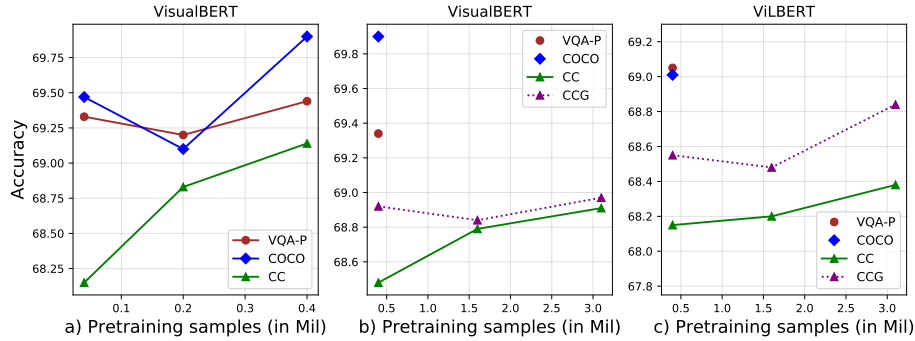 VisualBERT
VisualBERT
ViLBERT
Accuracy
69.75
69.50
69.25
69.00
68.75
68.50
68.25
VQA-P
COCO
CC
0.1
0.2
0.3
0.4
a) Pretraining samples (in Mil)
69.8
69.6
69.4
69.2
69.0
68.8
68.6
VQA-P
COCO
CC
CCG
0.5
1.0
1.5
2.0
2.5
3.0
b) Pretraining samples (in Mil)
69.2
69.0
68.8
68.6
68.4
68.2
68.0
67.8
VQA-P
COCO
CC
CCG
0.5
1.0
1.5
2.0
2.5
3.0
c) Pretraining samples (in Mil)